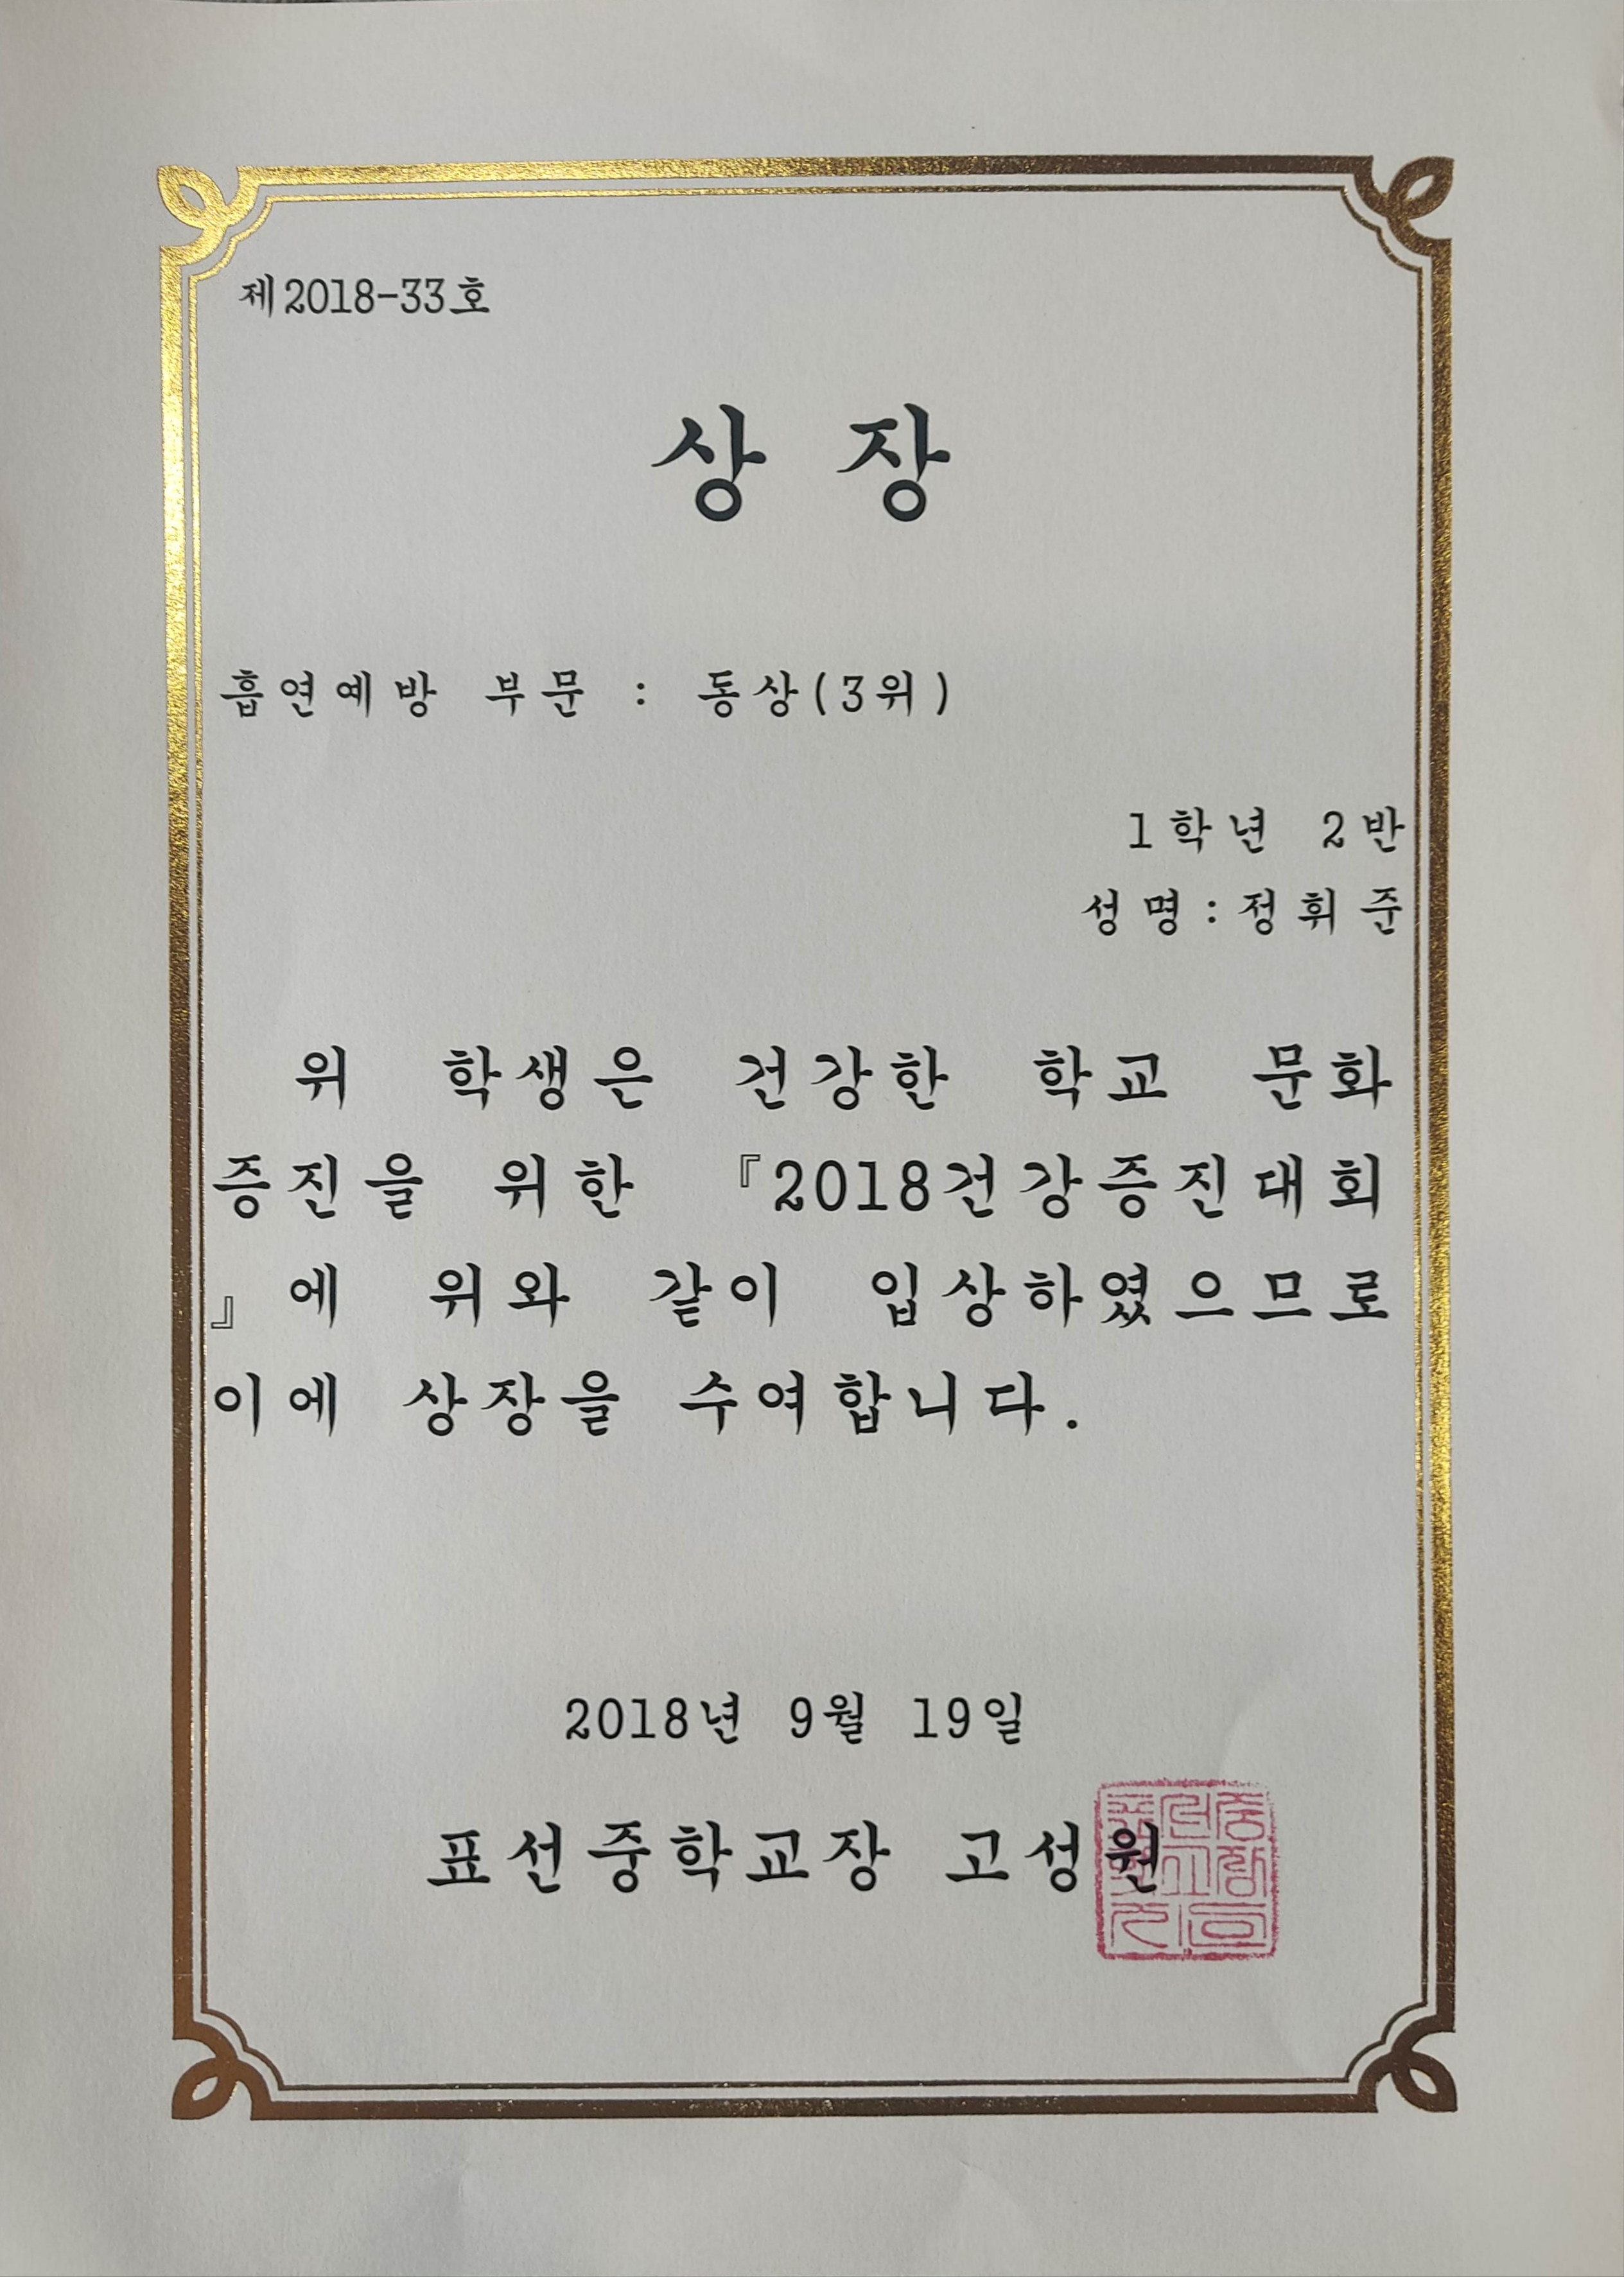 제2018-33호
상 장
흡연예방 부문 : 동상(3위)
1학년 2반
성명:정휘준
위 학생은 건강한 학교 문화
증진을 위한 『2018건강증진대회
』에 위와 같이 입상하였으므로
이에 상장을 수여합니다.
2018년 9월 19일
표선중학교장 고성원